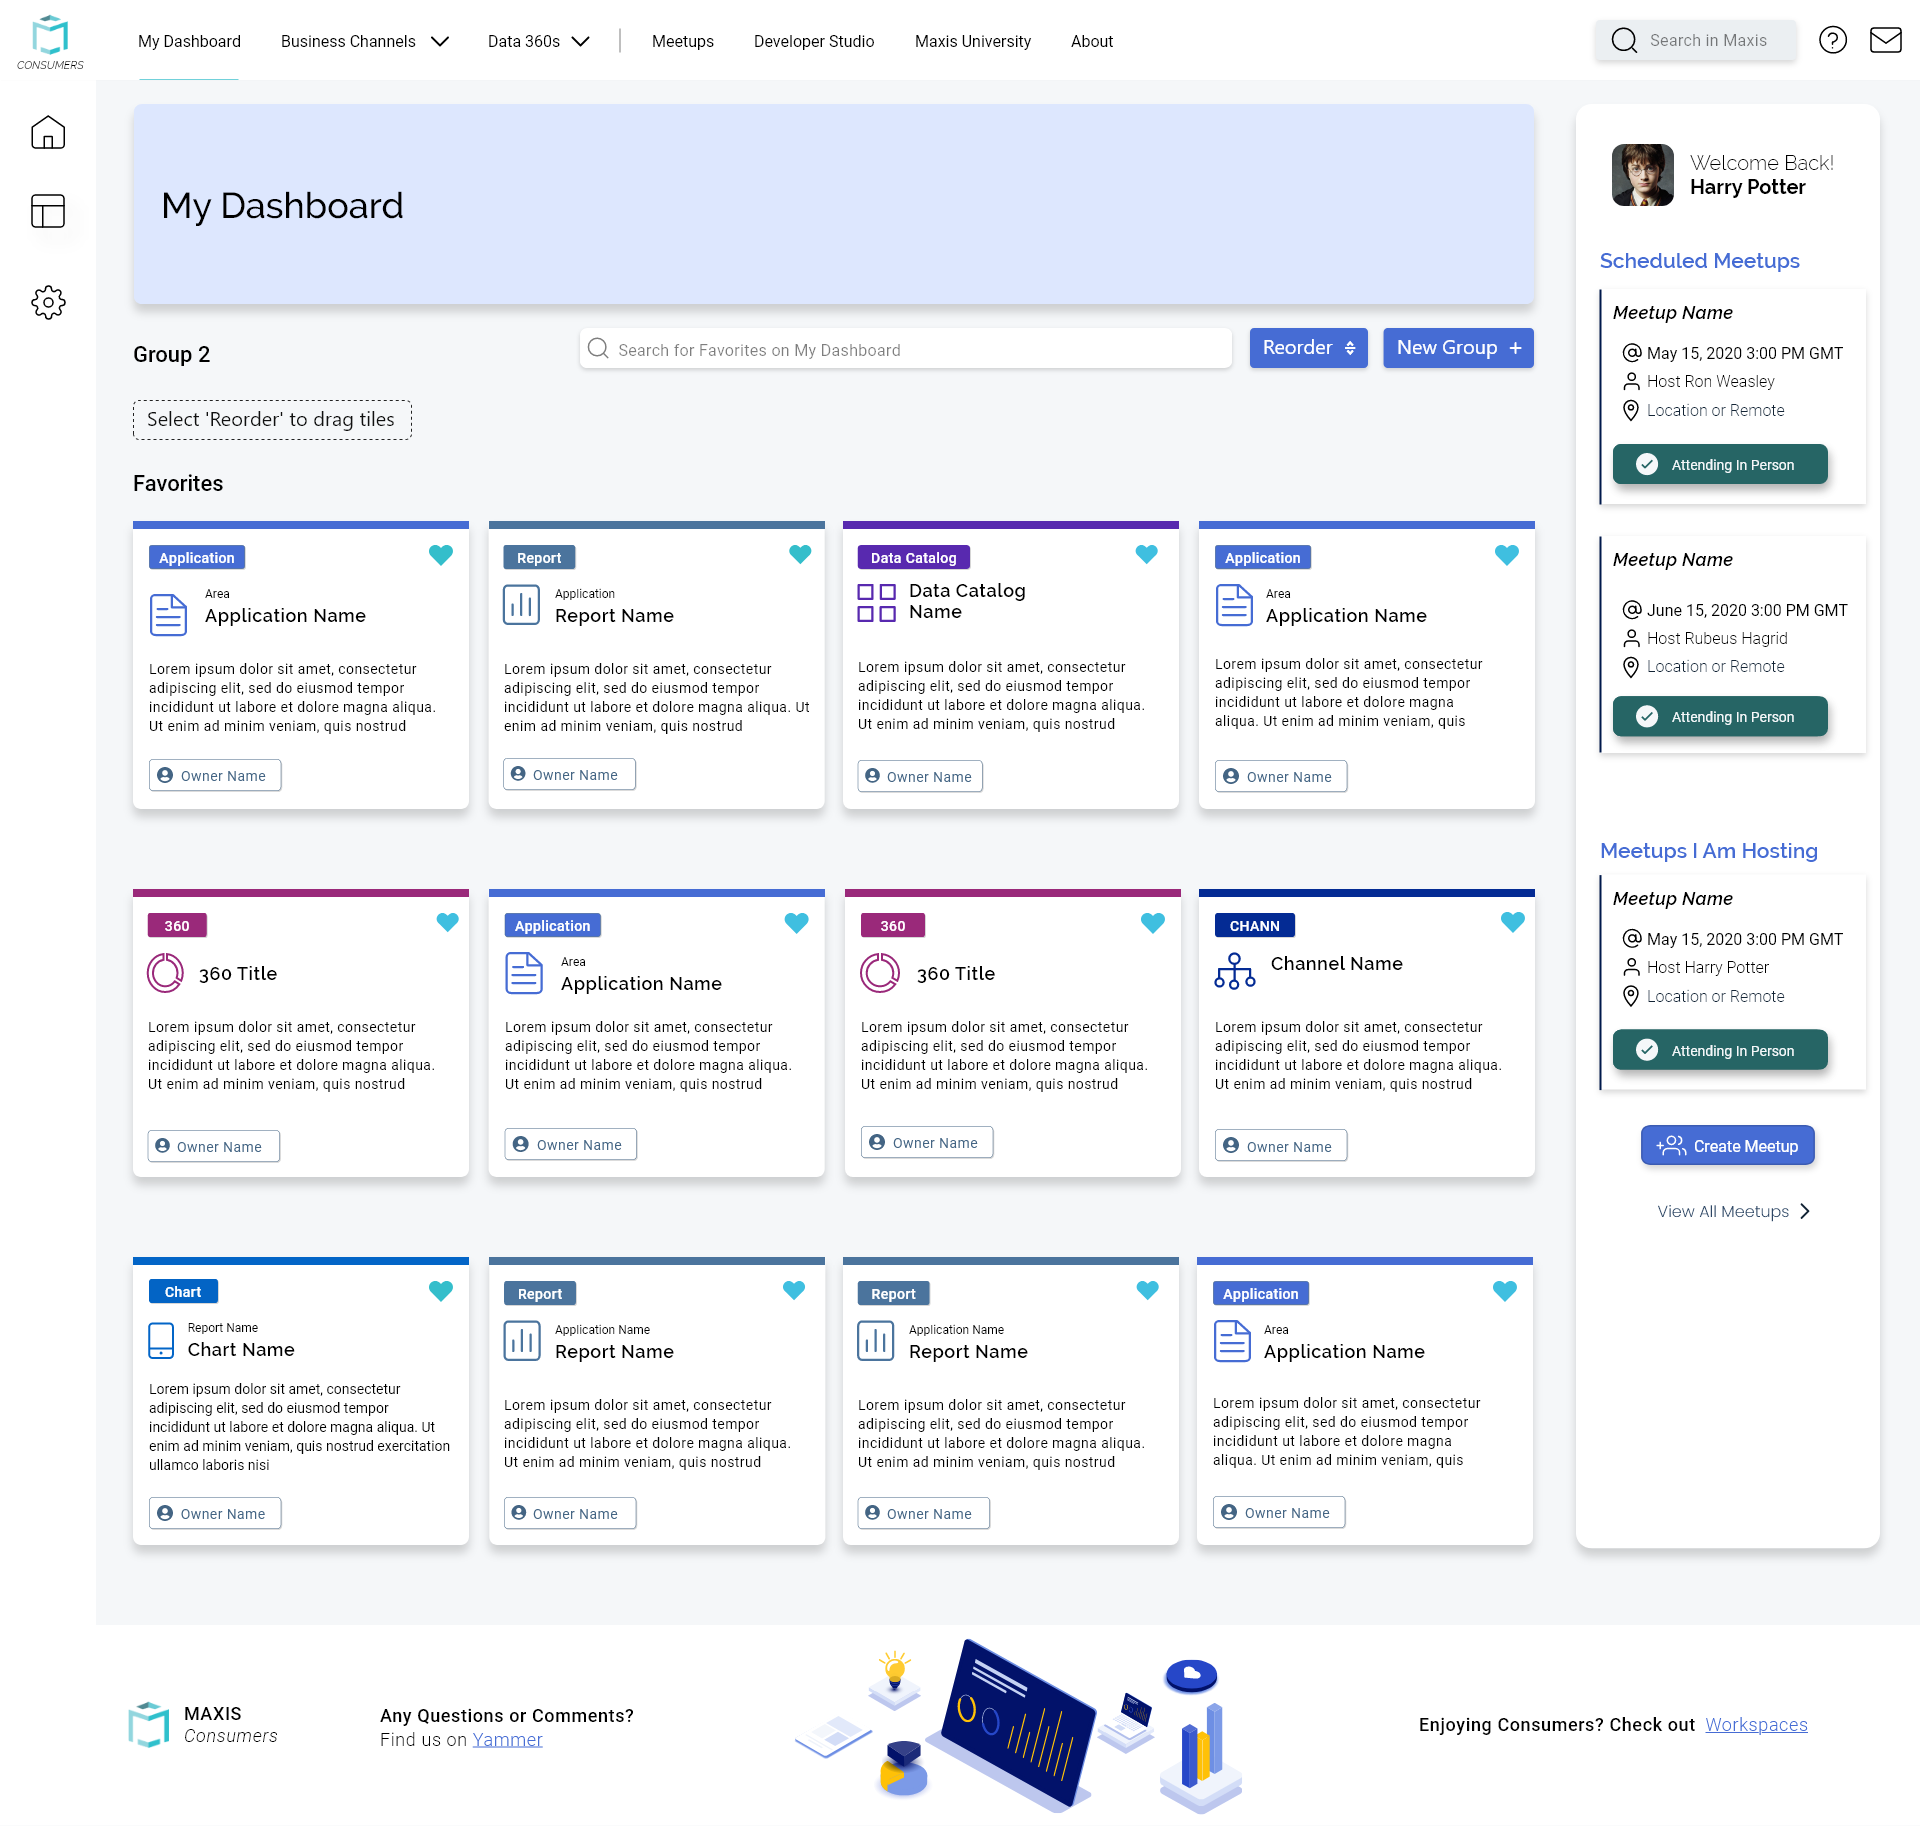 CONSUMERS
My Dashboard
Business Channels
Data 360s
Meetups
Developer Studio
Maxis University
About
Search in Maxis
My Dashboard
Group 2
Search for Favorites on My Dashboard
Reorder
New Group +
Select 'Reorder' to drag tiles
Favorites
Application
Area
Application Name
Lorem ipsum dolor sit amet, consectetur
adipiscing elit, sed do eiusmod tempor
incididunt ut labore et dolore magna aliqua.
Ut enim ad minim veniam, quis nostrud
Owner Name
Report
Application
Report Name
Lorem ipsum dolor sit amet, consectetur
adipiscing elit, sed do eiusmod tempor
incididunt ut labore et dolore magna aliqua. Ut
enim ad minim veniam, quis nostrud
Owner Name
Data Catalog
Data Catalog
Name
Lorem ipsum dolor sit amet, consectetur
adipiscing elit, sed do eiusmod tempor
incididunt ut labore et dolore magna aliqua.
Ut enim ad minim veniam, quis nostrud
Owner Name
Application
Area
Application Name
Lorem ipsum dolor sit amet, consectetur
adipiscing elit, sed do eiusmod tempor
incididunt ut labore et dolore magna
aliqua. Ut enim ad minim veniam, quis
Owner Name
360
360 Title
Lorem ipsum dolor sit amet, consectetur
adipiscing elit, sed do eiusmod tempor
incididunt ut labore et dolore magna aliqua.
Ut enim ad minim veniam, quis nostrud
Owner Name
Application
Area
Application Name
Lorem ipsum dolor sit amet, consectetur
adipiscing elit, sed do eiusmod tempor
incididunt ut labore et dolore magna aliqua.
Ut enim ad minim veniam, quis nostrud
Owner Name
360
360 Title
Lorem ipsum dolor sit amet, consectetur
adipiscing elit, sed do eiusmod tempor
incididunt ut labore et dolore magna aliqua.
Ut enim ad minim veniam, quis nostrud
Owner Name
CHANN
Channel Name
Lorem ipsum dolor sit amet, consectetur
adipiscing elit, sed do eiusmod tempor
incididunt ut labore et dolore magna aliqua.
Ut enim ad minim veniam, quis nostrud
Owner Name
Chart
Report Name
Chart Name
Lorem ipsum dolor sit amet, consectetur
adipiscing elit, sed do eiusmod tempor
incididunt ut labore et dolore magna aliqua. Ut
enim ad minim veniam, quis nostrud exercitation
ullamco laboris nisi
Owner Name
Report
Application Name
Report Name
Lorem ipsum dolor sit amet, consectetur
adipiscing elit, sed do eiusmod tempor
incididunt ut labore et dolore magna aliqua.
Ut enim ad minim veniam, quis nostrud
Owner Name
Report
Application Name
Report Name
Lorem ipsum dolor sit amet, consectetur
adipiscing elit, sed do eiusmod tempor
incididunt ut labore et dolore magna aliqua.
Ut enim ad minim veniam, quis nostrud
Owner Name
Application
Area
Application Name
Lorem ipsum dolor sit amet, consectetur
adipiscing elit, sed do eiusmod tempor
incididunt ut labore et dolore magna
aliqua. Ut enim ad minim veniam, quis
Owner Name
Welcome Back!
Harry Potter
Scheduled Meetups
Meetup Name
@ May 15, 2020 3:00 PM GMT
Host Ron Weasley
Location or Remote
Attending In Person
Meetup Name
@ June 15, 2020 3:00 PM GMT
Host Rubeus Hagrid
Location or Remote
Attending In Person
Meetups I Am Hosting
Meetup Name
@ May 15, 2020 3:00 PM GMT
Host Harry Potter
Location or Remote
Attending In Person
Create Meetup
View All Meetups
MAXIS
Consumers
Any Questions or Comments?
Find us on Yammer
Enjoying Consumers? Check out Workspaces